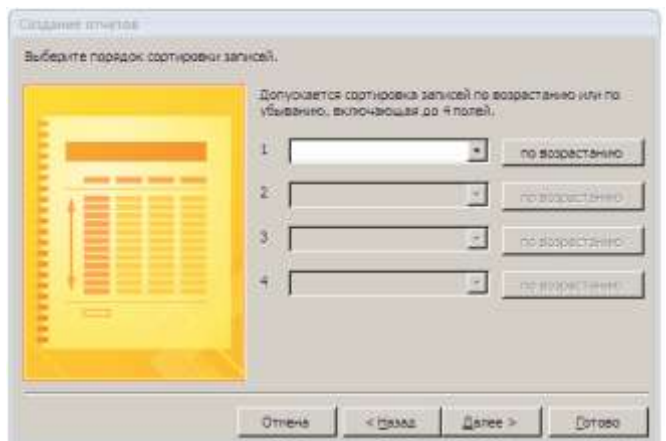 Создание отчетов
Выберите порядок сортировки записей.
Допускается сортировка записей по возрастанию или по
убыванию, включающая до 4 полей.
1 по возрастанию
2 по возрастанию
3 по возрастанию
4 по возрастанию
Отмена < Назад Далее > Готово